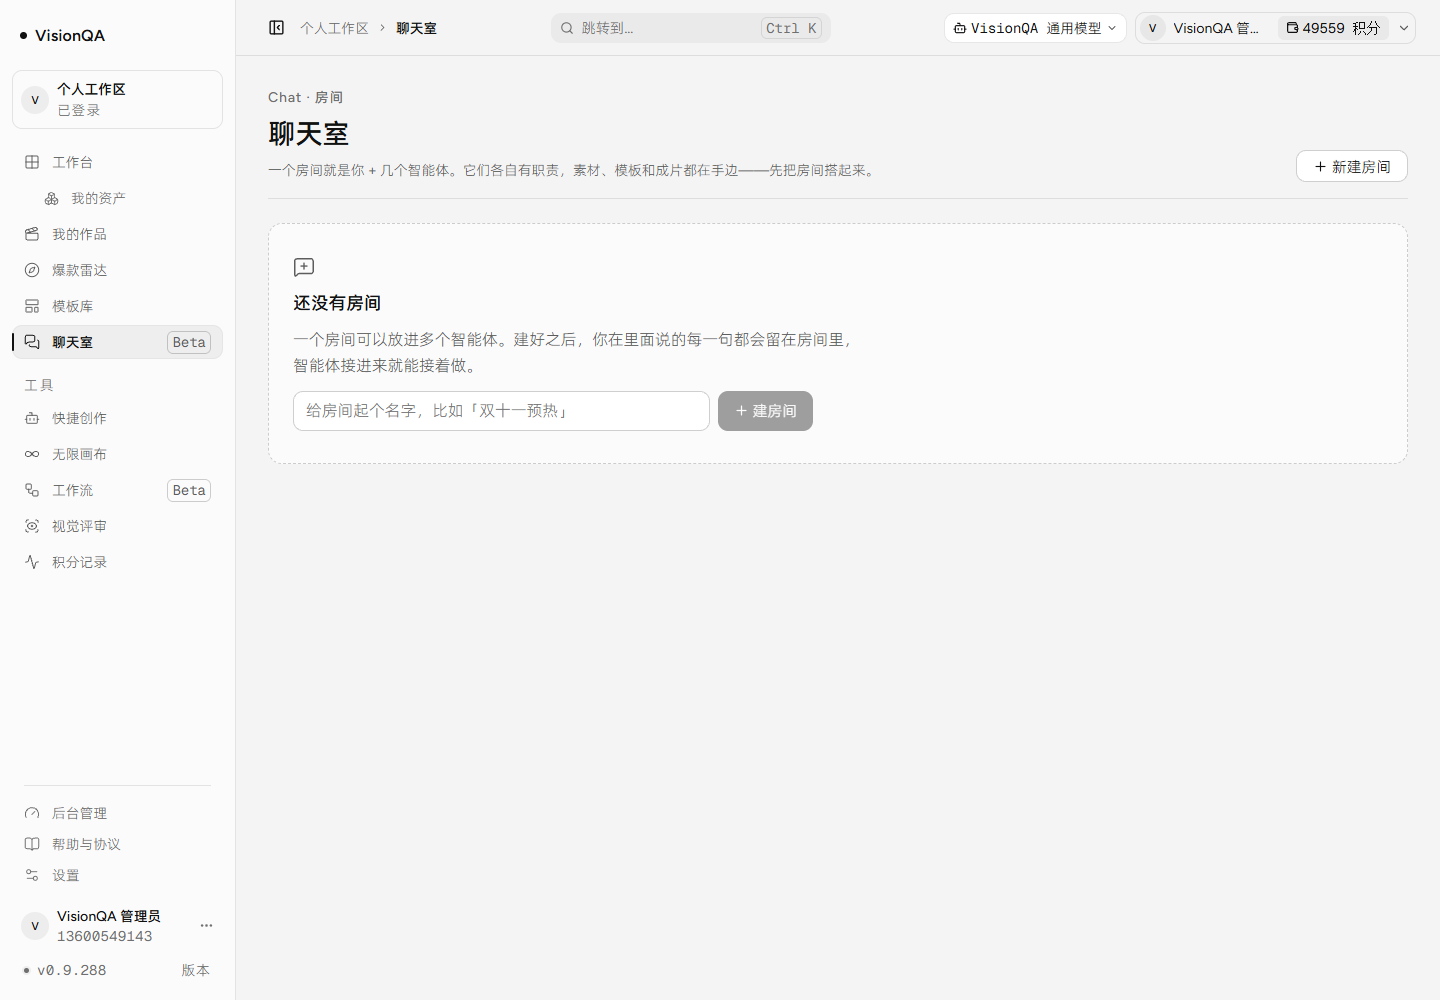 VisionQA
V
个人工作区
已登录
工作台
我的资产
我的作品
爆款雷达
模板库
聊天室 Beta
工具
快捷创作
无限画布
工作流 Beta
视觉评审
积分记录
后台管理
帮助与协议
设置
V
VisionQA 管理员
13600549143
v0.9.288 版本
个人工作区 › 聊天室
跳转到... Ctrl K
VisionQA 通用模型
V VisionQA 管... 49559 积分
Chat · 房间
聊天室
一个房间就是你 + 几个智能体。它们各自有职责，素材、模板和成片都在手边——先把房间搭起来。
+ 新建房间
还没有房间
一个房间可以放进多个智能体。建好之后，你在里面说的每一句都会留在房间里，
智能体接进来就能接着做。
给房间起个名字，比如「双十一预热」
+ 建房间